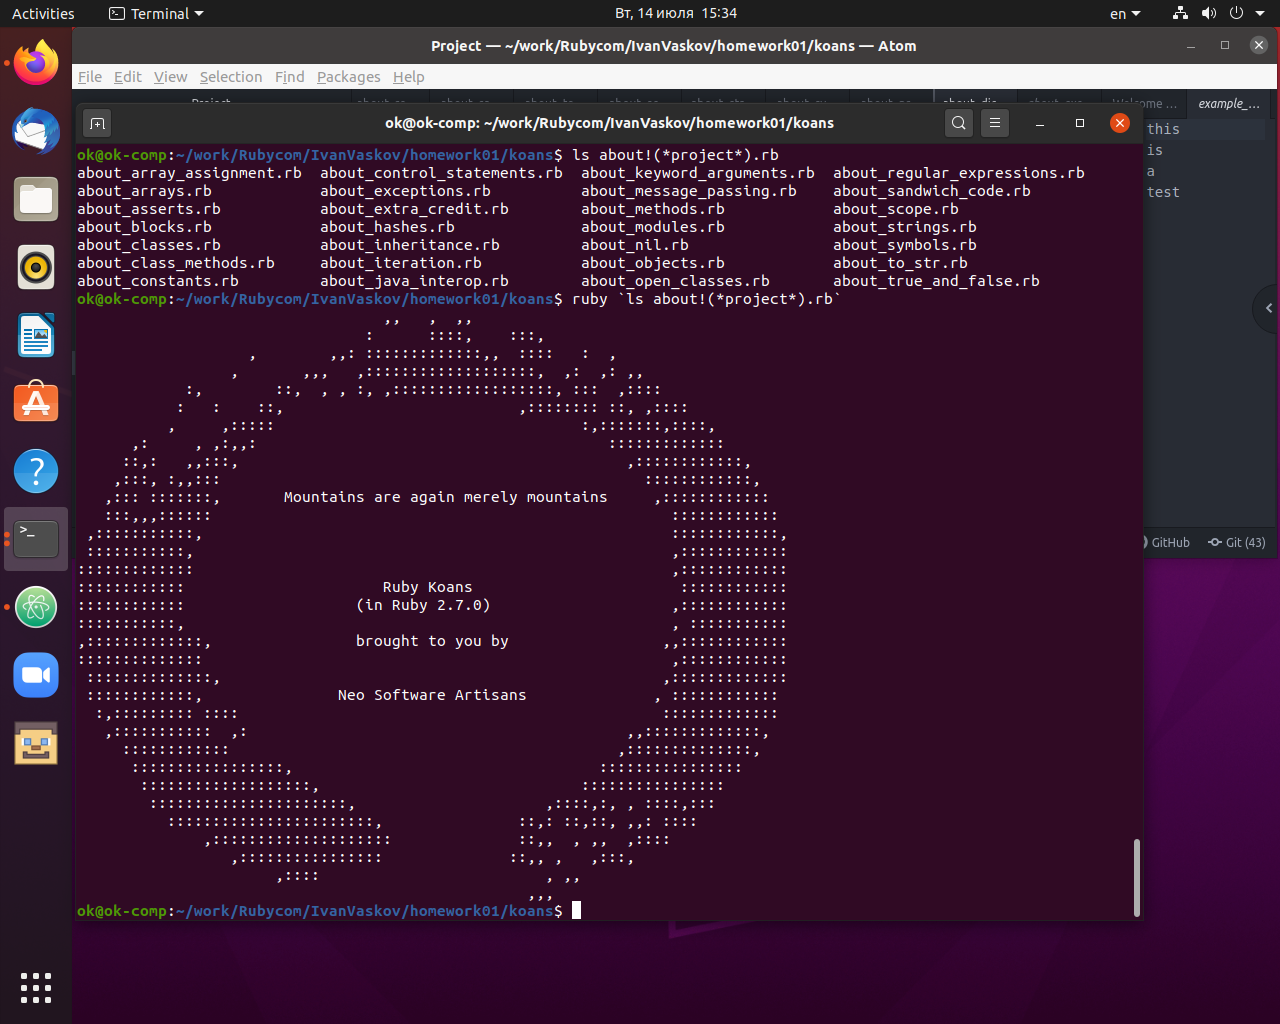 Activities Terminal Вт, 14 июля 15:34 en
Project — ~/work/Rubycom/IvanVaskov/homework01/koans — Atom
File Edit View Selection Find Packages Help
Project Welcome ... example_...
ok@ok-comp: ~/work/Rubycom/IvanVaskov/homework01/koans
this
is
a
test
ok@ok-comp:~/work/Rubycom/IvanVaskov/homework01/koans$ ls about!(*project*).rb
about_array_assignment.rb about_control_statements.rb about_keyword_arguments.rb about_regular_expressions.rb
about_arrays.rb about_exceptions.rb about_message_passing.rb about_sandwich_code.rb
about_asserts.rb about_extra_credit.rb about_methods.rb about_scope.rb
about_blocks.rb about_hashes.rb about_modules.rb about_strings.rb
about_classes.rb about_inheritance.rb about_nil.rb about_symbols.rb
about_class_methods.rb about_iteration.rb about_objects.rb about_to_str.rb
about_constants.rb about_java_interop.rb about_open_classes.rb about_true_and_false.rb
ok@ok-comp:~/work/Rubycom/IvanVaskov/homework01/koans$ ruby `ls about!(*project*).rb`
Mountains are again merely mountains
Ruby Koans
(in Ruby 2.7.0)
brought to you by
Neo Software Artisans
ok@ok-comp:~/work/Rubycom/IvanVaskov/homework01/koans$
GitHub Git (43)